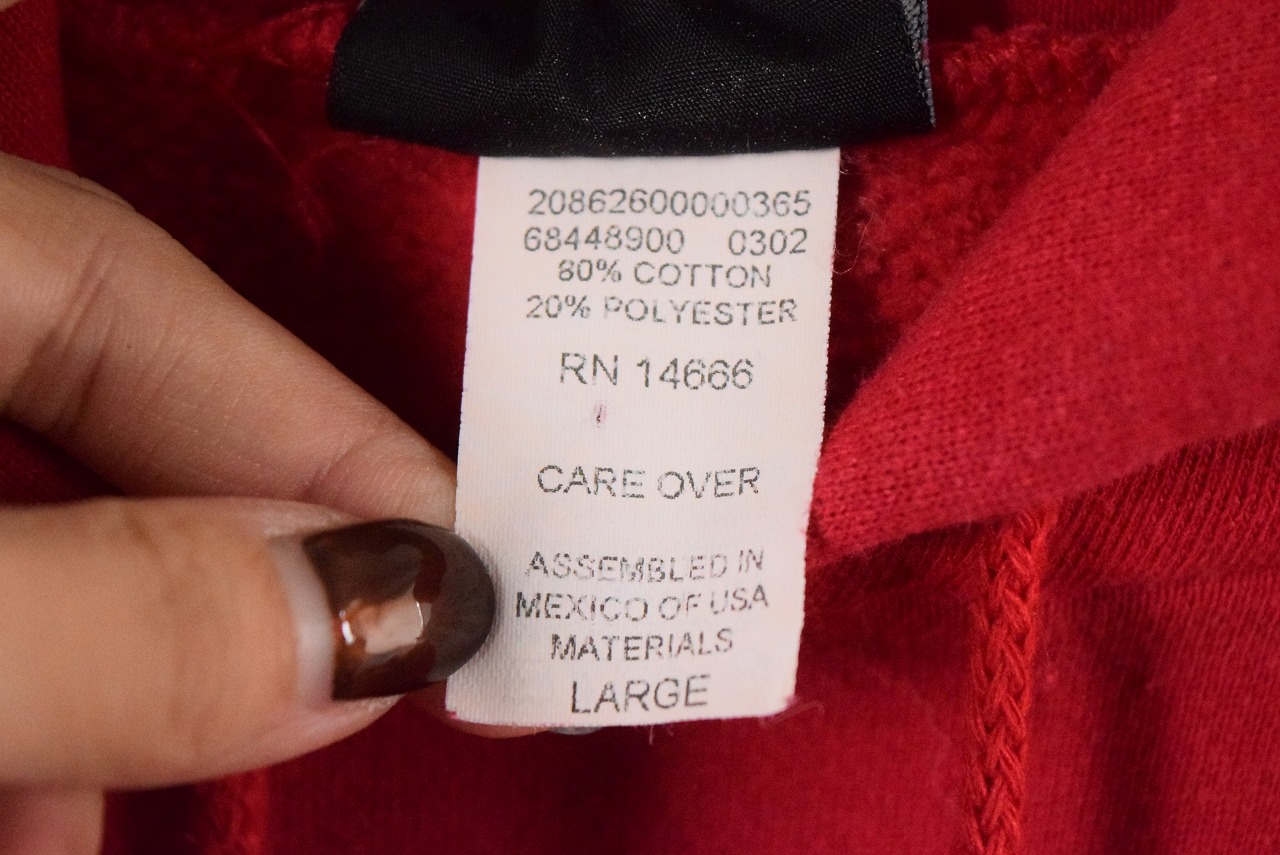 20862600000365
68448900 0302
80% COTTON
20% POLYESTER
RN 14666
CARE OVER
ASSEMBLED IN
MEXICO OF USA
MATERIALS
LARGE